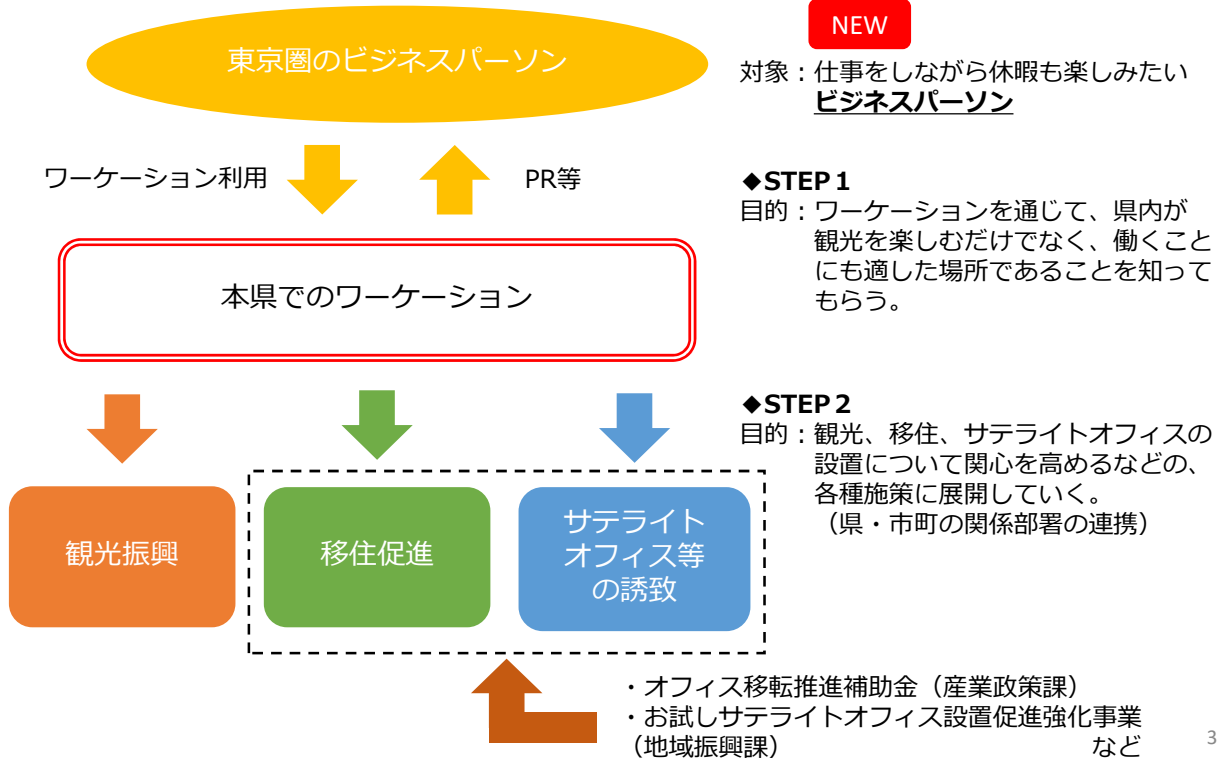 東京圏のビジネスパーソン
NEW
対象：仕事をしながら休暇も楽しみたい
ビジネスパーソン
ワーケーション利用
PR等
◆STEP１
目的：ワーケーションを通じて、県内が
観光を楽しむだけでなく、働くこと
にも適した場所であることを知って
もらう。
本県でのワーケーション
◆STEP２
目的：観光、移住、サテライトオフィスの
設置について関心を高めるなどの、
各種施策に展開していく。
（県・市町の関係部署の連携）
観光振興
移住促進
サテライト
オフィス等
の誘致
・オフィス移転推進補助金（産業政策課）
・お試しサテライトオフィス設置促進強化事業
（地域振興課） など
3